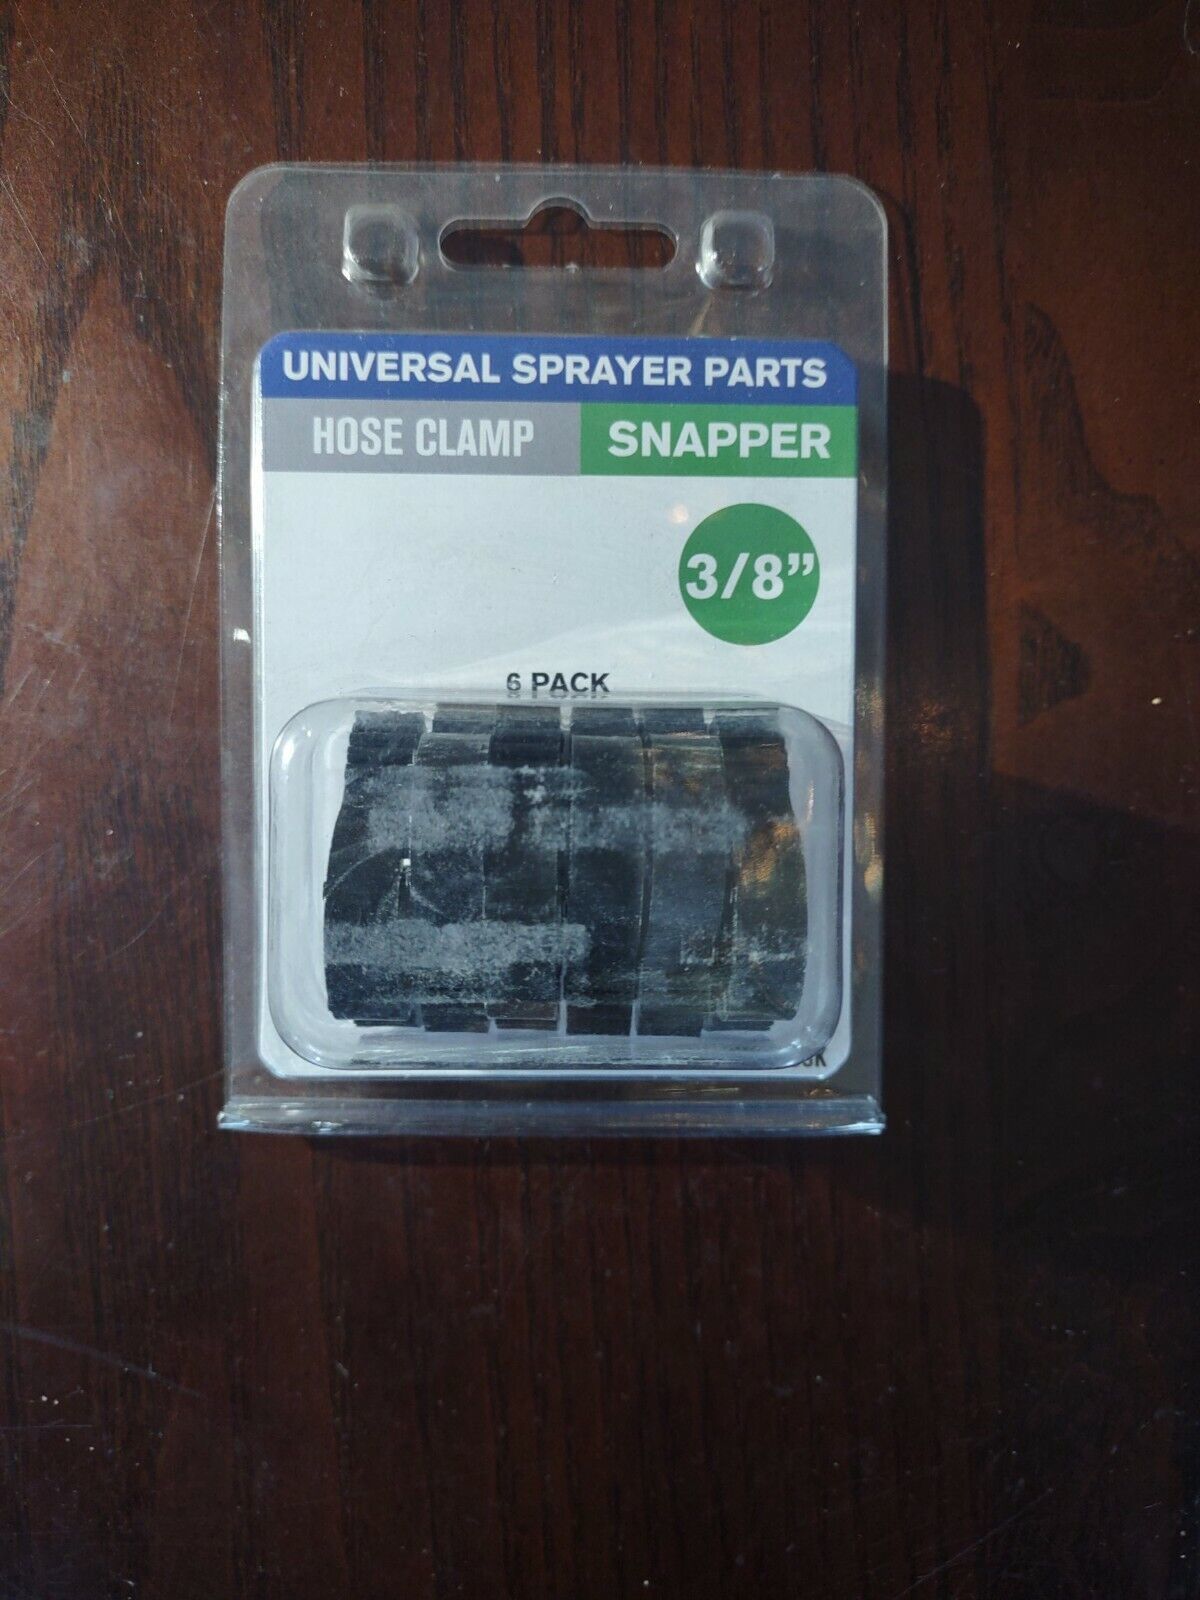 UNIVERSAL SPRAYER PARTS
HOSE CLAMP SNAPPER
3/8”
6 PACK